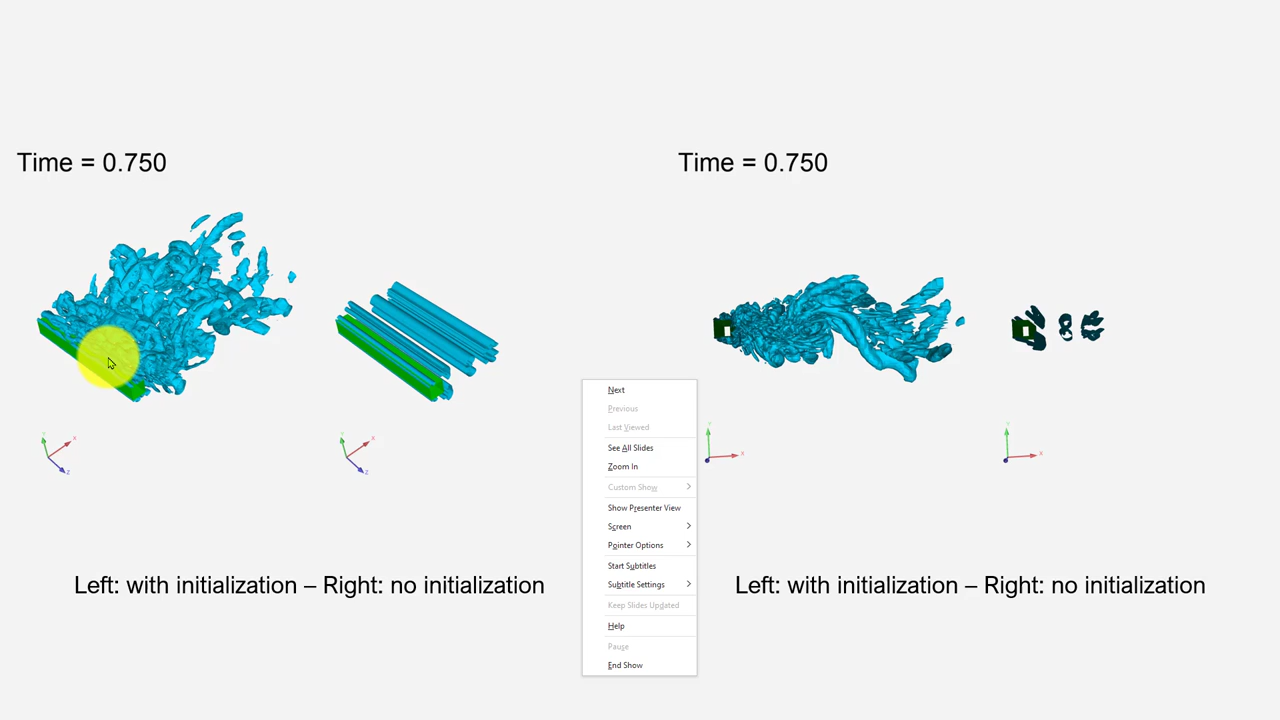 Time = 0.750
Time = 0.750
Y
X
Z
Y
X
Z
Y
X
Y
X
Next
Previous
Last Viewed
See All Slides
Zoom In
Custom Show
Show Presenter View
Screen
Pointer Options
Start Subtitles
Subtitle Settings
Keep Slides Updated
Help
Pause
End Show
Left: with initialization – Right: no initialization
Left: with initialization – Right: no initialization